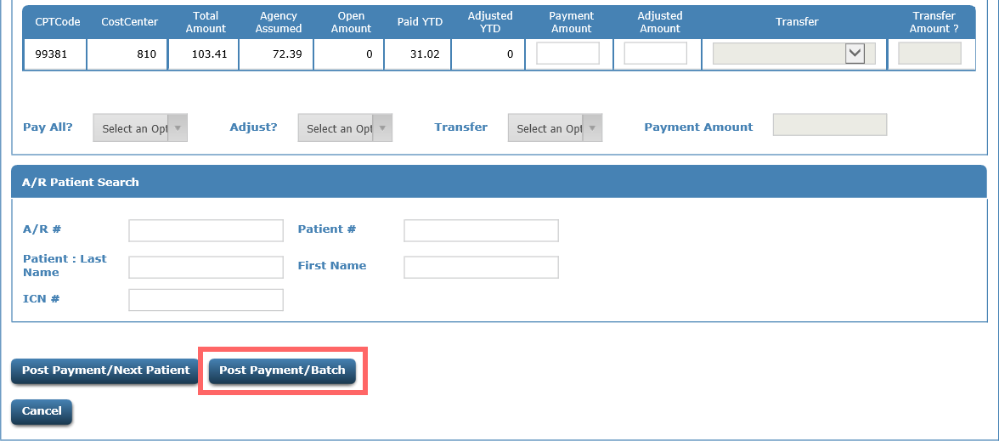 CPTCode CostCenter Total Amount Agency Assumed Open Amount Paid YTD Adjusted YTD Payment Amount Adjusted Amount Transfer Transfer Amount ?
99381 810 103.41 72.39 0 31.02 0
Pay All? Select an Opt Adjust? Select an Opt Transfer Select an Opt Payment Amount
A/R Patient Search
A/R # Patient #
Patient : Last
Name First Name
ICN #
Post Payment/Next Patient Post Payment/Batch
Cancel